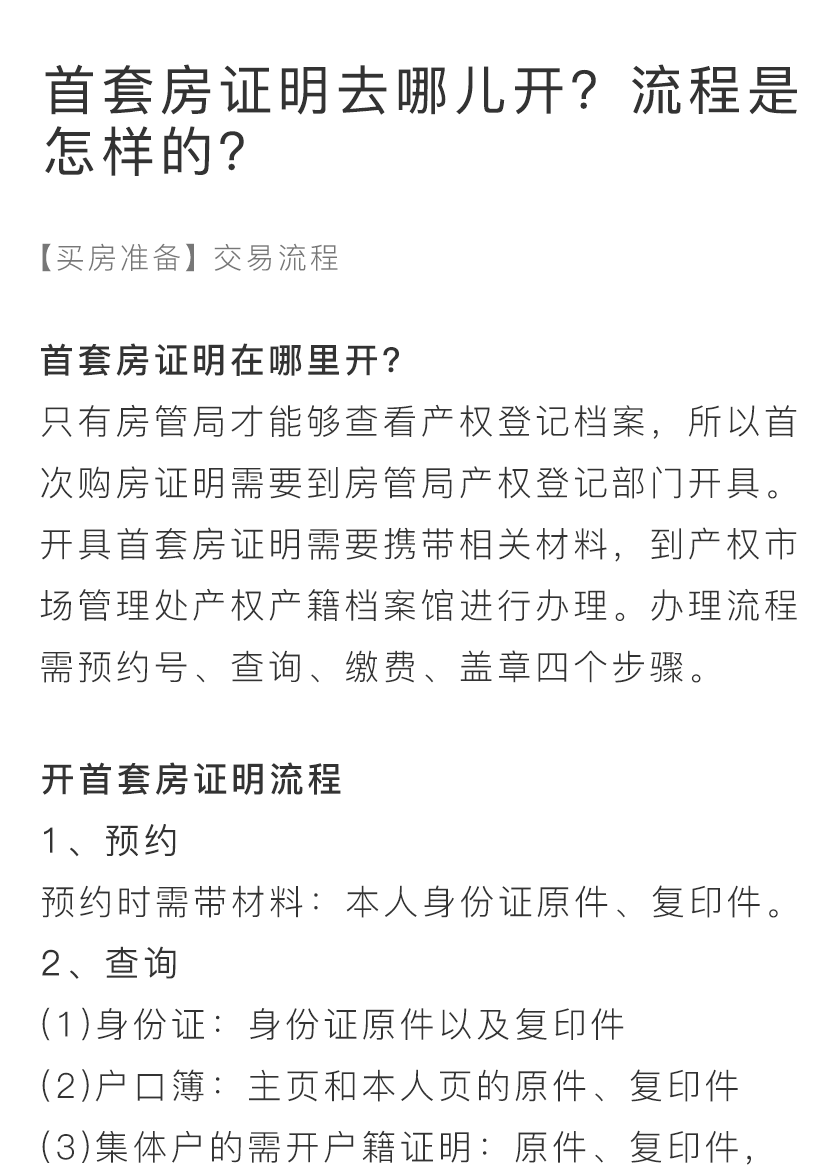 首套房证明去哪儿开？流程是
怎样的？
【买房准备】交易流程
首套房证明在哪里开？
只有房管局才能够查看产权登记档案，所以首
次购房证明需要到房管局产权登记部门开具。
开具首套房证明需要携带相关材料，到产权市
场管理处产权产籍档案馆进行办理。办理流程
需预约号、查询、缴费、盖章四个步骤。
开首套房证明流程
1、预约
预约时需带材料：本人身份证原件、复印件。
2、查询
(1)身份证：身份证原件以及复印件
(2)户口簿：主页和本人页的原件、复印件
(3)集体户的需开户籍证明：原件、复印件，